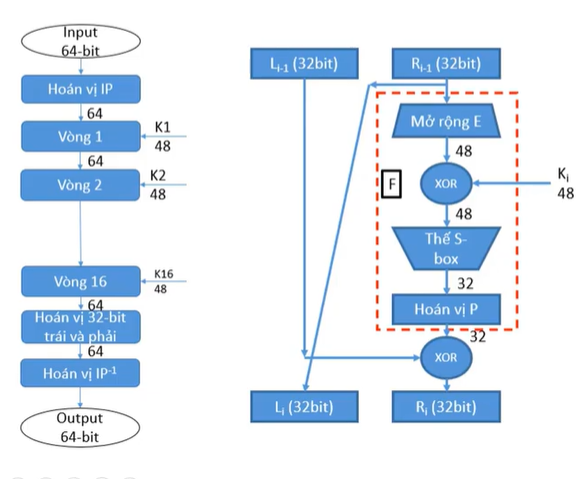 Input
64-bit
Hoán vị IP
64
Vòng 1
K1
48
64
Vòng 2
K2
48
Vòng 16
K16
48
64
Hoán vị 32-bit
trái và phải
64
Hoán vị IP-1
Output
64-bit
Li-1 (32bit)
Ri-1 (32bit)
Mở rộng E
48
F
XOR
Ki
48
48
Thế S-
box
32
Hoán vị P
32
XOR
Li (32bit)
Ri (32bit)